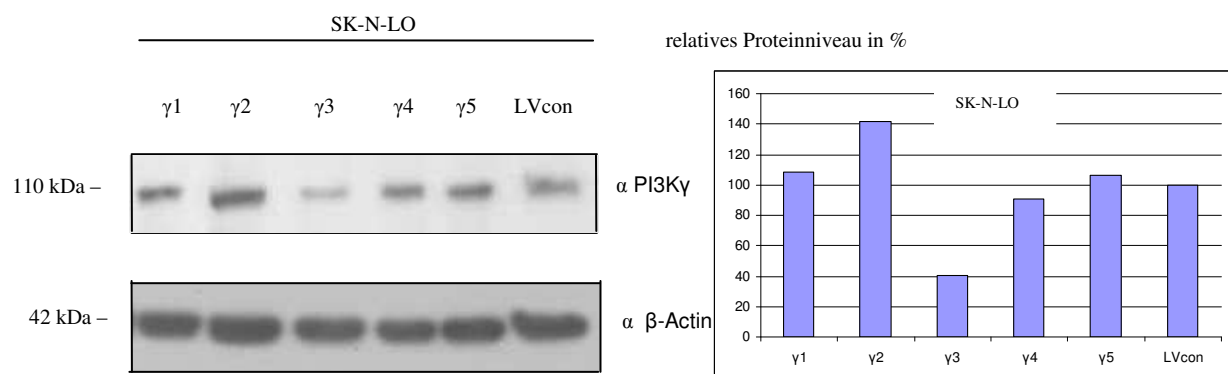 SK-N-LO
γ1 γ2 γ3 γ4 γ5 LVcon
110 kDa – α PI3Kγ
42 kDa – α β-Actin
relatives Proteinniveau in %
SK-N-LO
160
140
120
100
80
60
40
20
0
γ1 γ2 γ3 γ4 γ5 LVcon